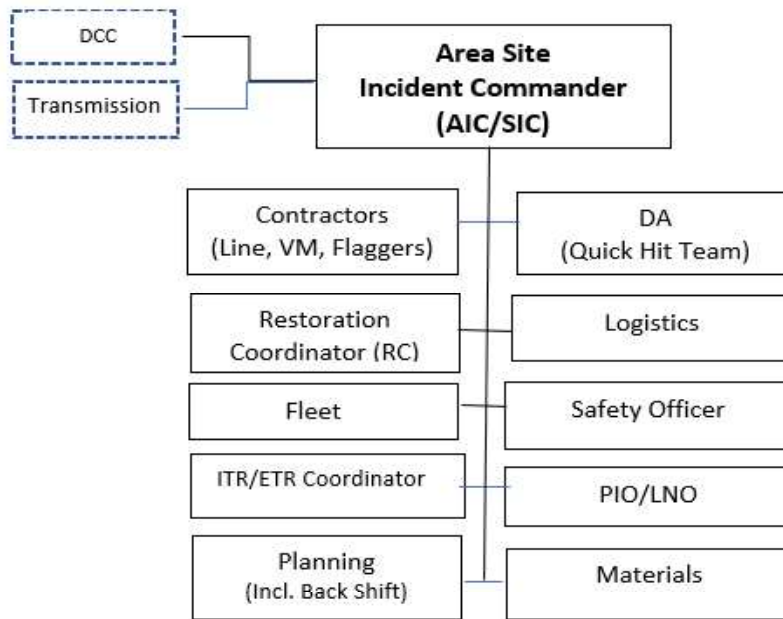 DCC
Transmission
Area Site
Incident Commander
(AIC/SIC)
Contractors
(Line, VM, Flaggers)
DA
(Quick Hit Team)
Restoration
Coordinator (RC)
Logistics
Fleet
Safety Officer
ITR/ETR Coordinator
PIO/LNO
Planning
(Incl. Back Shift)
Materials